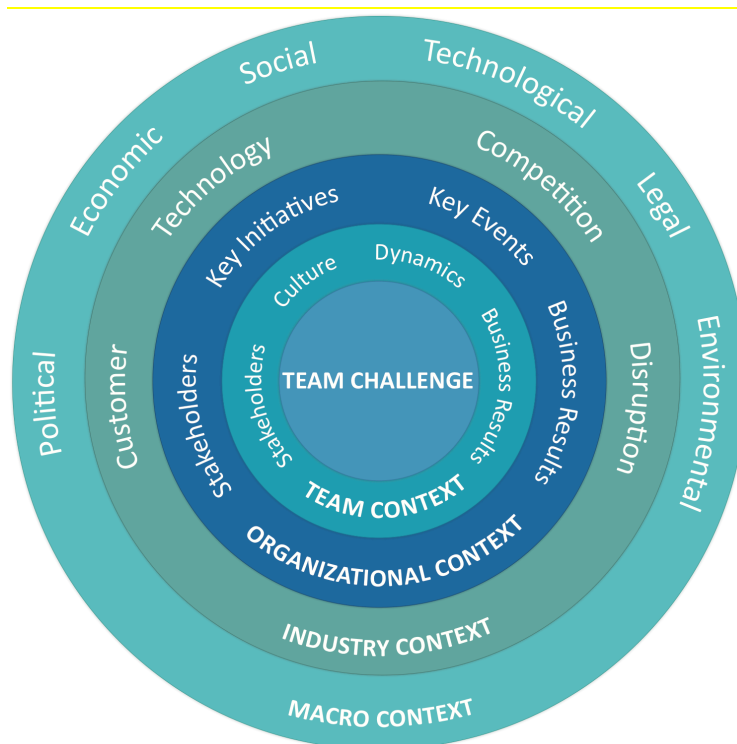 Political
Economic
Social
Technological
Legal
Environmental
MACRO CONTEXT
Customer
Technology
Competition
Disruption
INDUSTRY CONTEXT
Stakeholders
Key Initiatives
Key Events
Business Results
ORGANIZATIONAL CONTEXT
Stakeholders
Culture
Dynamics
Business Results
TEAM CONTEXT
TEAM CHALLENGE